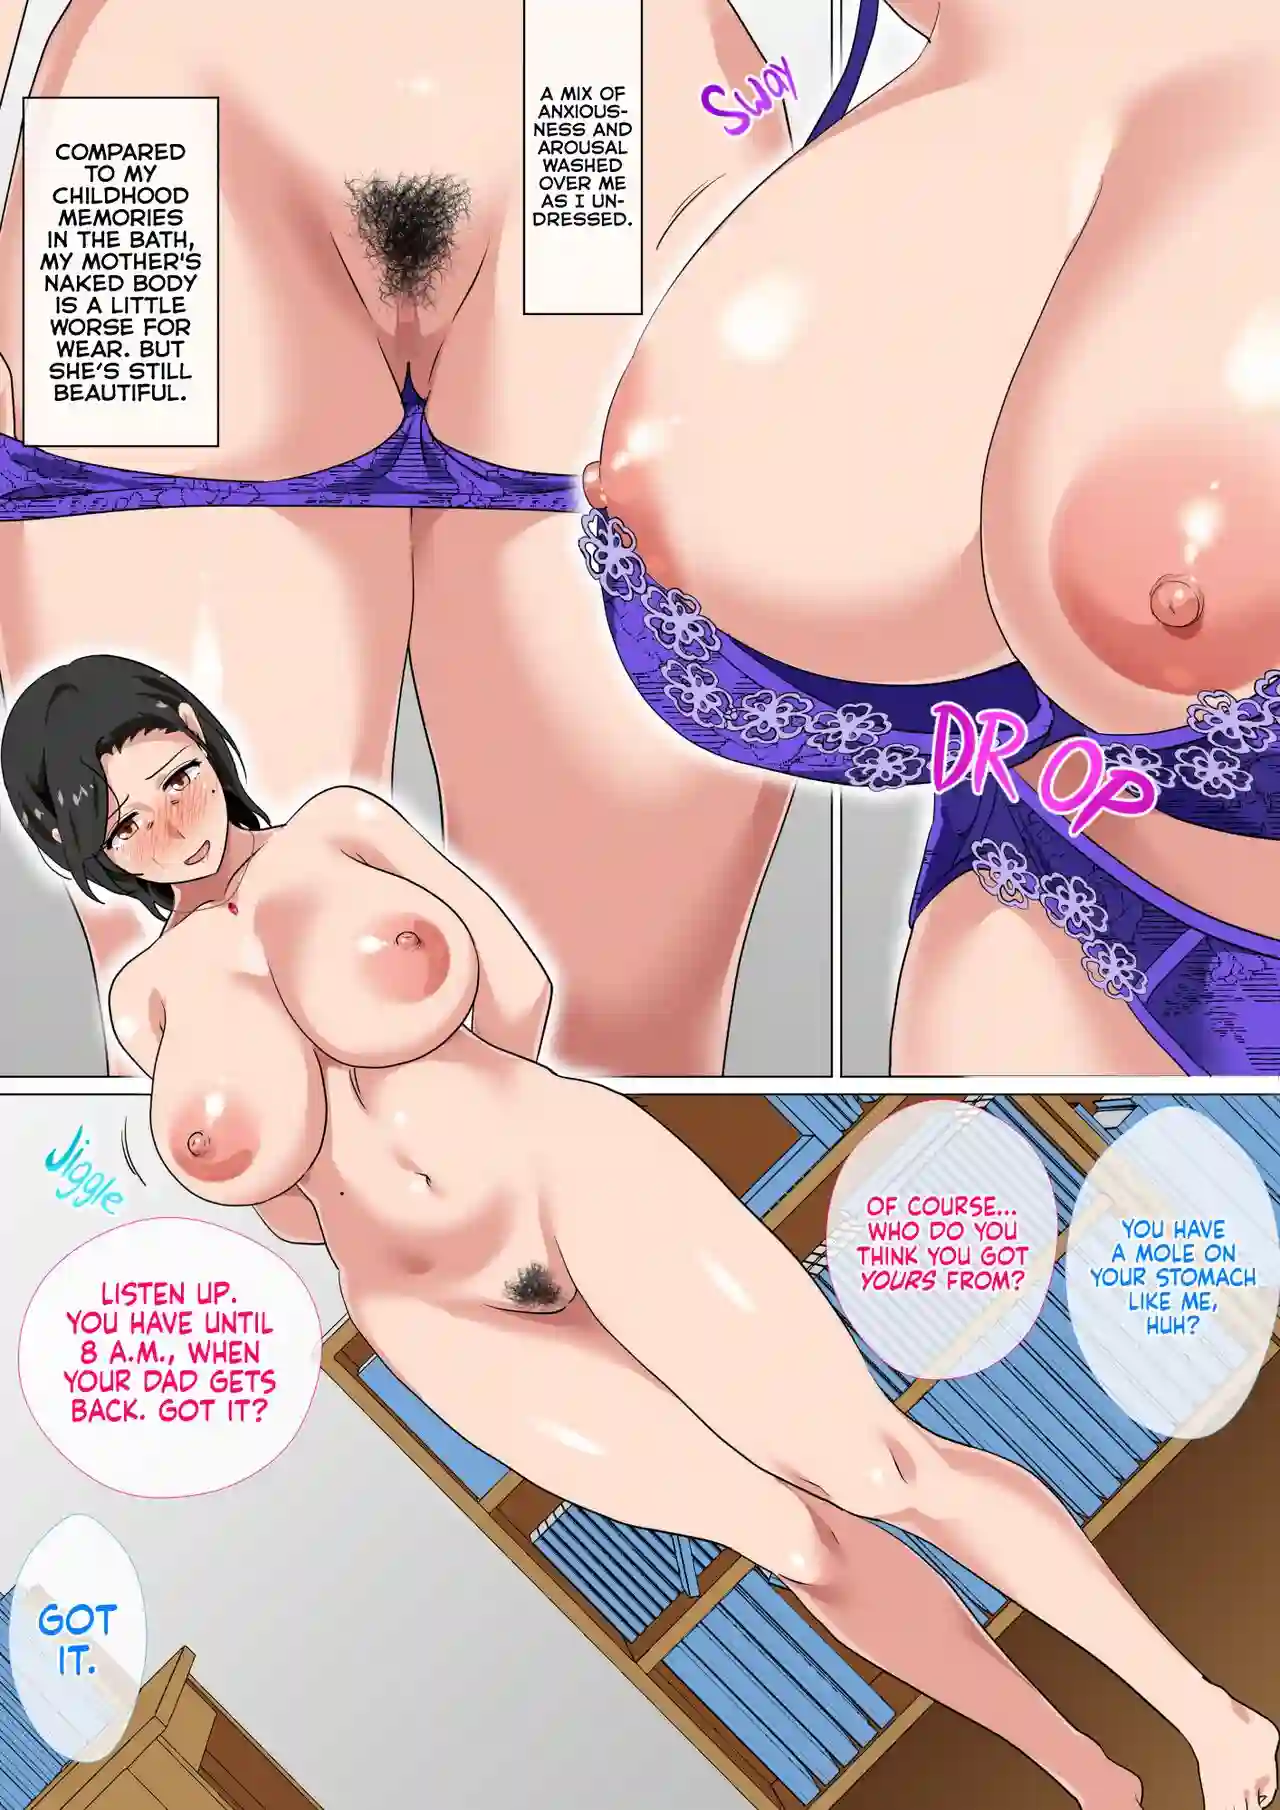 SWAY
A MIX OF
ANXIOUS-
NESS AND
AROUSAL
WASHED
OVER ME
AS I UN-
DRESSED.
COMPARED
TO MY
CHILDHOOD
MEMORIES
IN THE BATH,
MY MOTHER'S
NAKED BODY
IS A LITTLE
WORSE FOR
WEAR. BUT
SHE'S STILL
BEAUTIFUL.
DROP
YOU HAVE
A MOLE ON
YOUR STOMACH
LIKE ME,
HUH?
OF COURSE...
WHO DO YOU
THINK YOU GOT
YOURS FROM?
Jiggle
LISTEN UP.
YOU HAVE UNTIL
8 A.M., WHEN
YOUR DAD GETS
BACK. GOT IT?
GOT
IT.